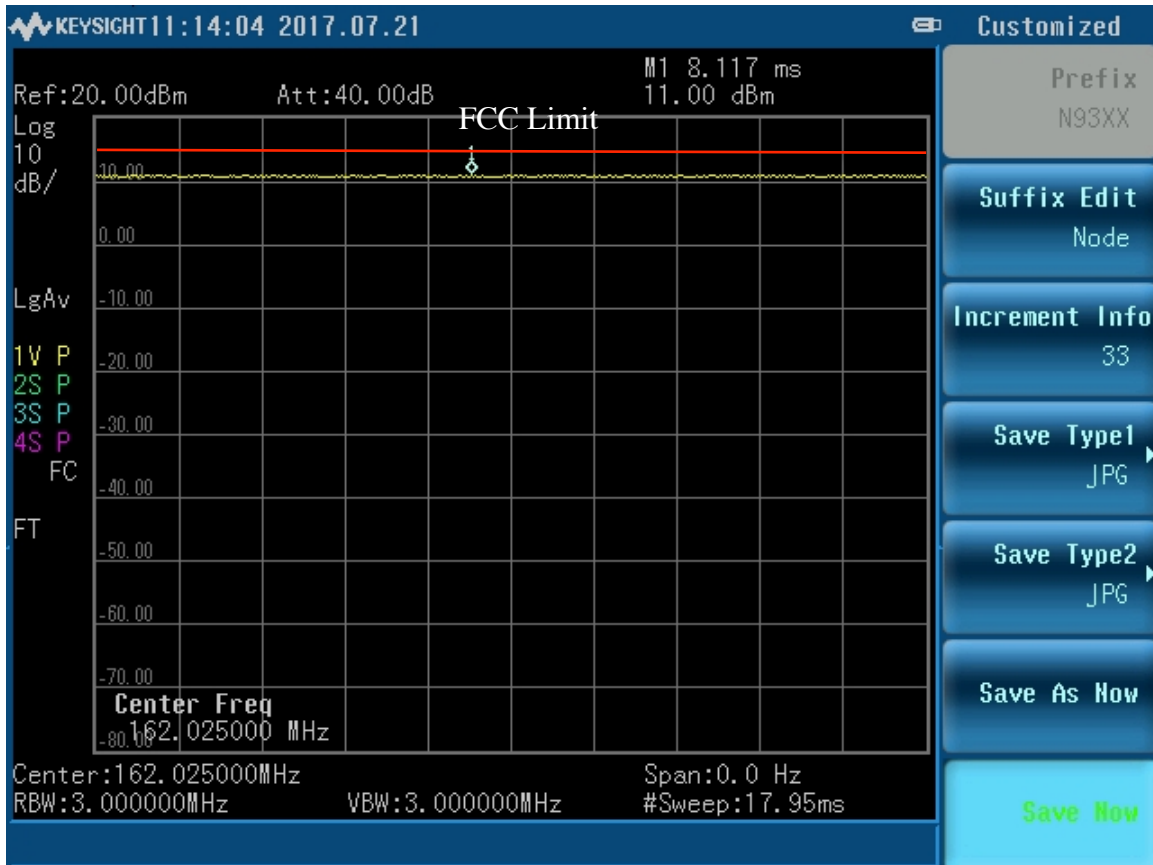 KEYSIGHT 11:14:04 2017.07.21
Customized
M1 8.117 ms
Ref:20.00dBm Att:40.00dB 11.00 dBm
Log
10
dB/
FCC Limit
1
10.00
0.00
-10.00
-20.00
-30.00
-40.00
-50.00
-60.00
-70.00
-80.00
LgAv
1V P
2S P
3S P
4S P
FC
FT
Center Freq
162.025000 MHz
Center:162.025000MHz Span:0.0 Hz
RBW:3.000000MHz VBW:3.000000MHz #Sweep:17.95ms
Prefix
N93XX
Suffix Edit
Node
Increment Info
33
Save Type1
JPG
Save Type2
JPG
Save As Now
Save Now